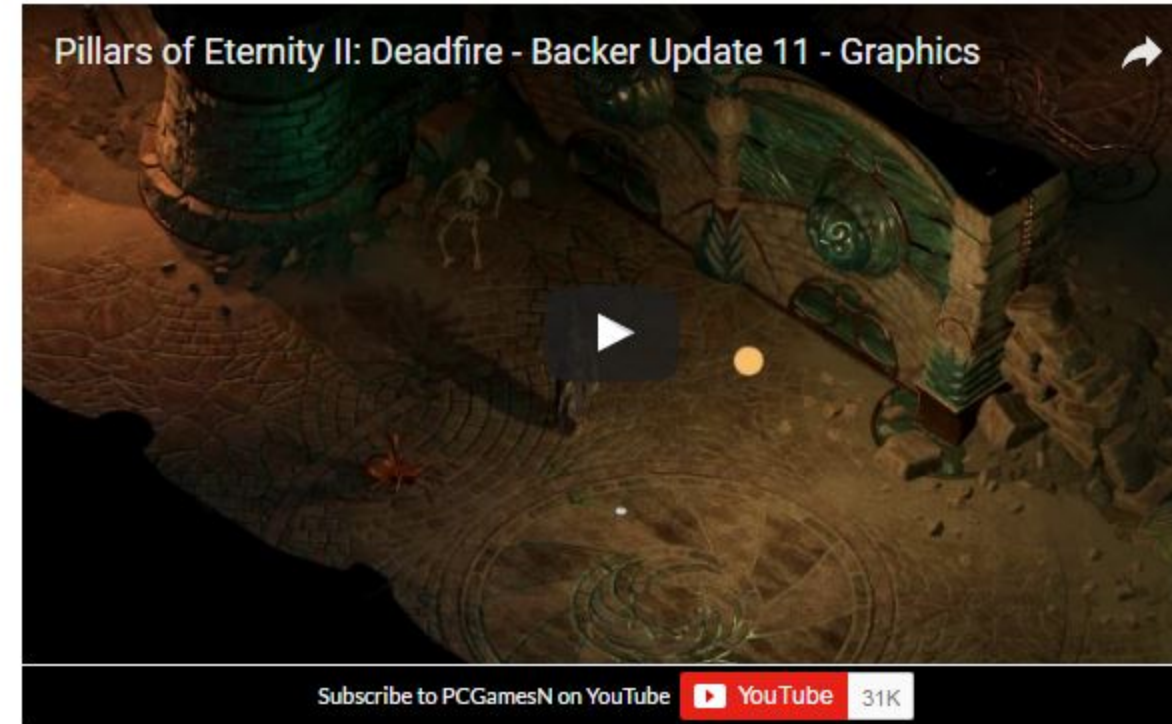 Pillars of Eternity II: Deadfire - Backer Update 11 - Graphics
Subscribe to PCGamesN on YouTube YouTube 31K